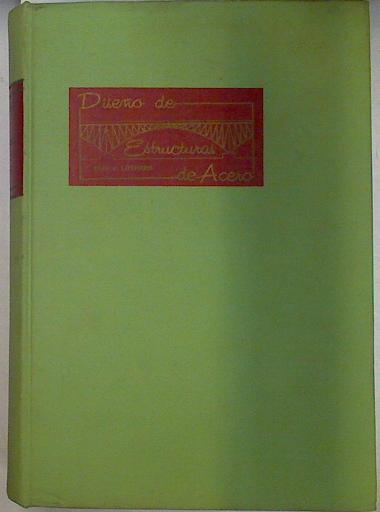 Diseño de
Estructuras
de Acero